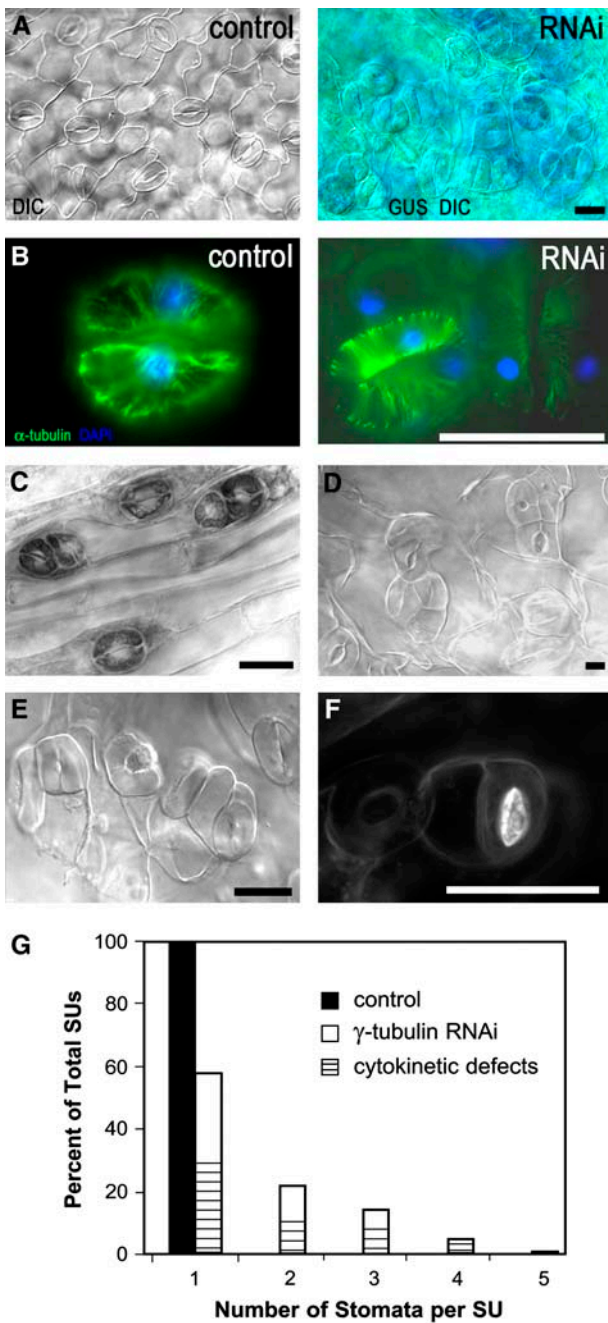 A control RNAi
DIC GUS DIC
B control RNAi
α-tubulin DAPI
C D
E F
G
100
80
60
40
20
0
control
γ-tubulin RNAi
cytokinetic defects
Percent of Total SUs
1 2 3 4 5
Number of Stomata per SU